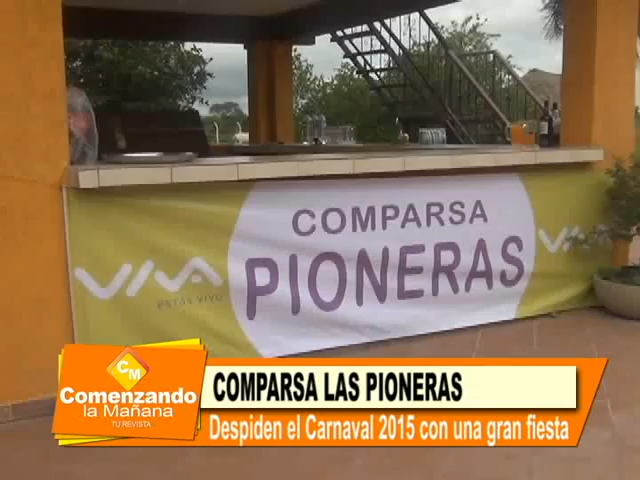 COMPARSA
PIONERAS
VIVA
ESTÁS VIVO
VIVA
CM
Comenzando
la Mañana
TU REVISTA
COMPARSA LAS PIONERAS
Despiden el Carnaval 2015 con una gran fiesta